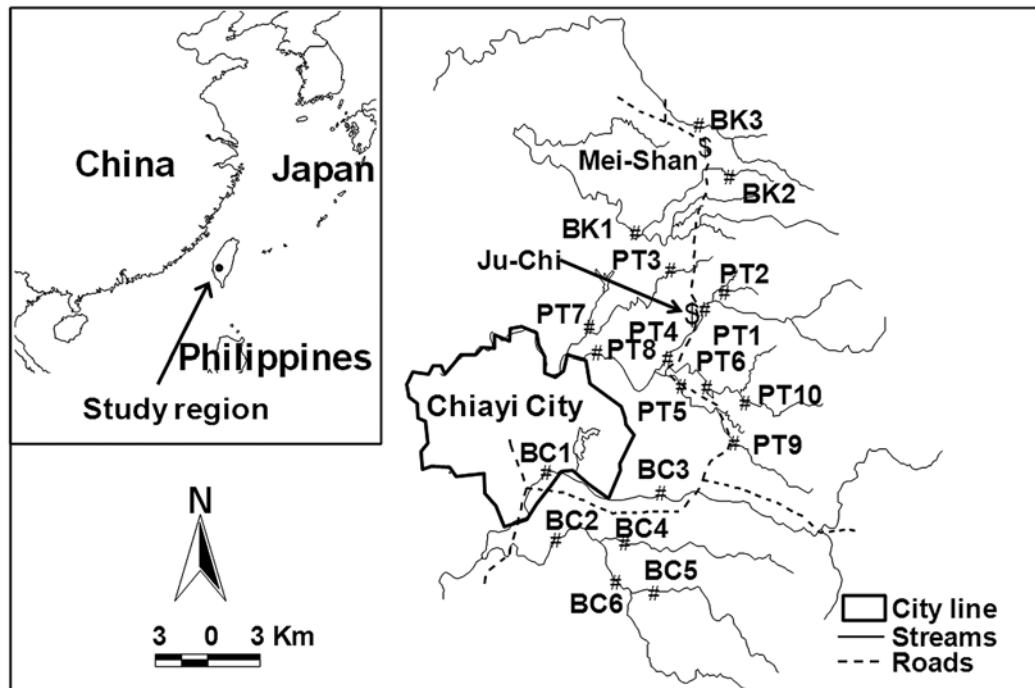 China
Japan
Philippines
Study region
N
3 0 3 Km
# BK3
$
Mei-Shan
# BK2
BK1 #
Ju-Chi
PT3 #
# PT2
$ #
PT7 #
PT4 #
PT1
PT8 #
PT6 #
PT5 #
# PT10
# PT9
Chiayi City
BC1 #
BC3 #
BC2 #
BC4 #
BC5 #
BC6 #
City line
Streams
Roads